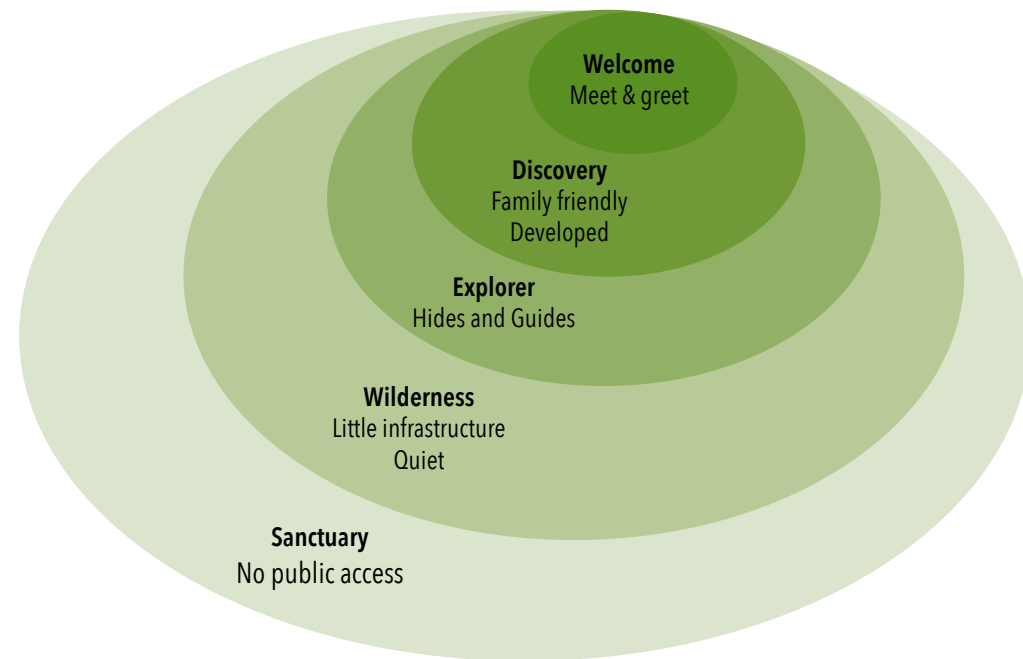 Welcome
Meet & greet
Discovery
Family friendly
Developed
Explorer
Hides and Guides
Wilderness
Little infrastructure
Quiet
Sanctuary
No public access